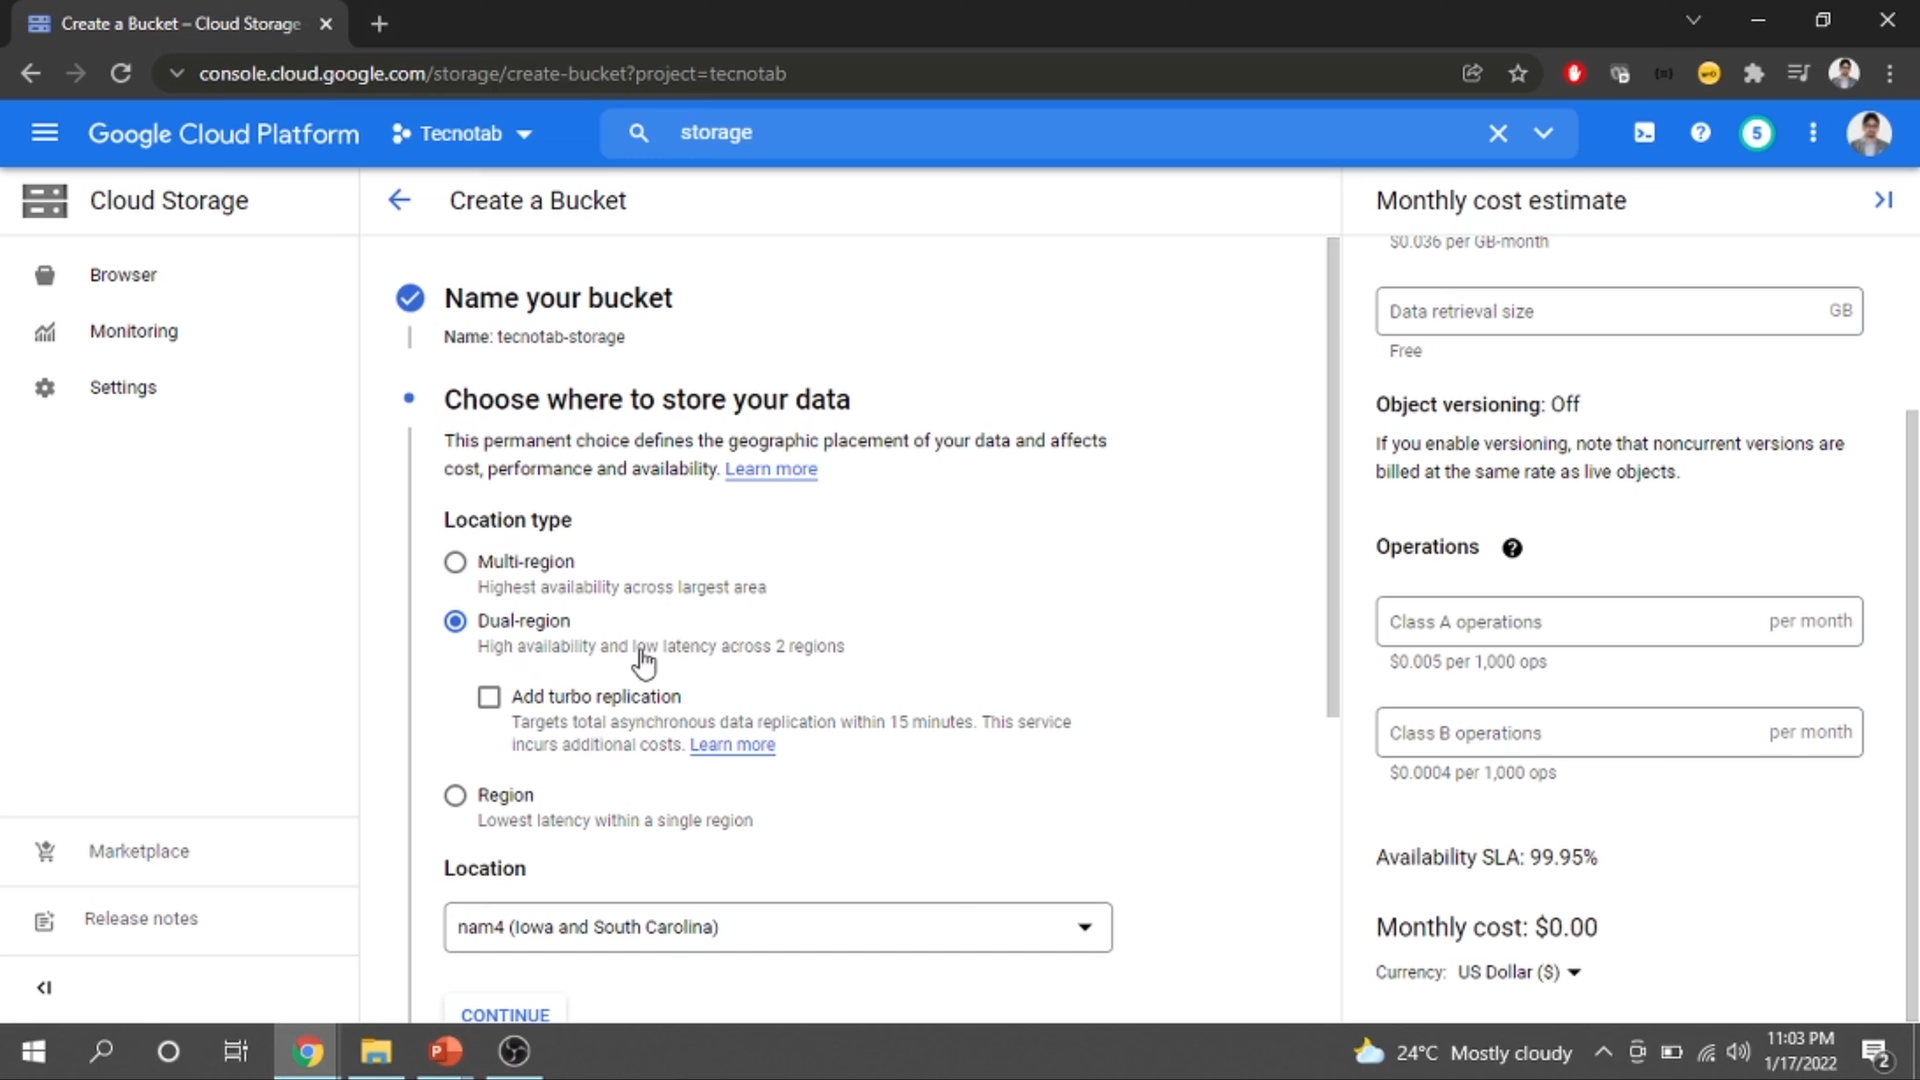 Create a Bucket – Cloud Storage
console.cloud.google.com/storage/create-bucket?project=tecnotab
Google Cloud Platform
Tecnotab
storage
5
Cloud Storage
Browser
Monitoring
Settings
Marketplace
Release notes
Create a Bucket
Name your bucket
Name: tecnotab-storage
Choose where to store your data
This permanent choice defines the geographic placement of your data and affects
cost, performance and availability. Learn more
Location type
Multi-region
Highest availability across largest area
Dual-region
High availability and low latency across 2 regions
Add turbo replication
Targets total asynchronous data replication within 15 minutes. This service
incurs additional costs. Learn more
Region
Lowest latency within a single region
Location
nam4 (Iowa and South Carolina)
CONTINUE
Monthly cost estimate
$0.036 per GB-month
Data retrieval size GB
Free
Object versioning: Off
If you enable versioning, note that noncurrent versions are
billed at the same rate as live objects.
Operations
Class A operations per month
$0.005 per 1,000 ops
Class B operations per month
$0.0004 per 1,000 ops
Availability SLA: 99.95%
Monthly cost: $0.00
Currency: US Dollar ($)
24°C Mostly cloudy
11:03 PM
1/17/2022
2